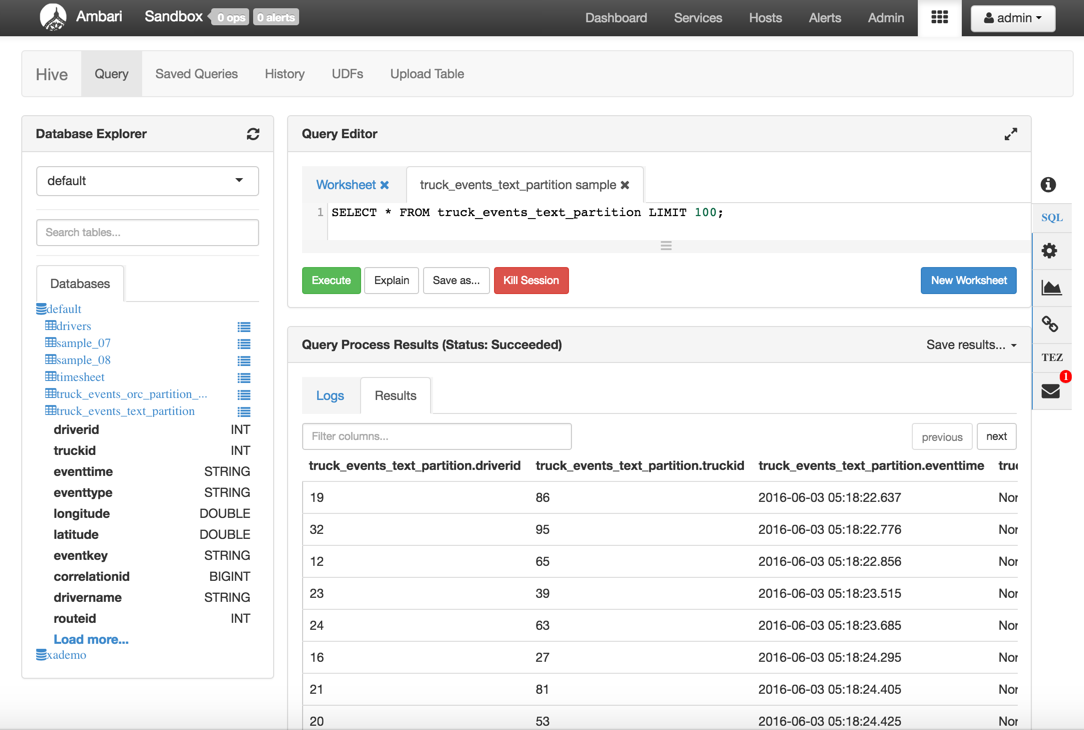 Ambari Sandbox 0 ops 0 alerts Dashboard Services Hosts Alerts Admin admin
Hive Query Saved Queries History UDFs Upload Table
Database Explorer
default
Search tables...
Databases
default
drivers
sample_07
sample_08
timesheet
truck_events_orc_partition_...
truck_events_text_partition
driverid INT
truckid INT
eventtime STRING
eventtype STRING
longitude DOUBLE
latitude DOUBLE
eventkey STRING
correlationid BIGINT
drivername STRING
routeid INT
Load more...
xademo
Query Editor
Worksheet truck_events_text_partition sample
1 SELECT * FROM truck_events_text_partition LIMIT 100;
Execute Explain Save as... Kill Session New Worksheet
Query Process Results (Status: Succeeded) Save results...
Logs Results
Filter columns... previous next
truck_events_text_partition.driverid truck_events_text_partition.truckid truck_events_text_partition.eventtime
19 86 2016-06-03 05:18:22.637 Nor
32 95 2016-06-03 05:18:22.776 Nor
12 65 2016-06-03 05:18:22.856 Nor
23 39 2016-06-03 05:18:23.515 Nor
24 63 2016-06-03 05:18:23.685 Nor
16 27 2016-06-03 05:18:24.295 Nor
21 81 2016-06-03 05:18:24.405 Nor
20 53 2016-06-03 05:18:24.425 Nor
SQL
TEZ
1